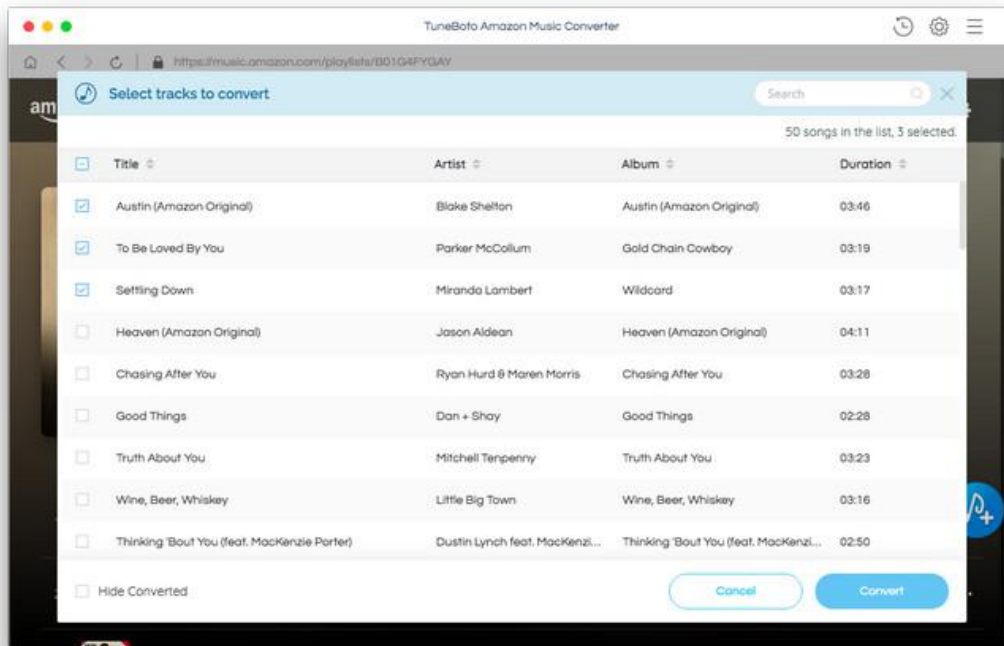 TuneBoto Amazon Music Converter
https://music.amazon.com/playlists/B01G4FYGAY
am
Select tracks to convert
Search
50 songs in the list, 3 selected.
Title Artist Album Duration
Austin (Amazon Original) Blake Shelton Austin (Amazon Original) 03:46
To Be Loved By You Parker McCollum Gold Chain Cowboy 03:19
Settling Down Miranda Lambert Wildcard 03:17
Heaven (Amazon Original) Jason Aldean Heaven (Amazon Original) 04:11
Chasing After You Ryan Hurd & Maren Morris Chasing After You 03:28
Good Things Dan + Shay Good Things 02:28
Truth About You Mitchell Tenpenny Truth About You 03:23
Wine, Beer, Whiskey Little Big Town Wine, Beer, Whiskey 03:16
Thinking 'Bout You (feat. MacKenzie Porter) Dustin Lynch feat. MacKenzi... Thinking 'Bout You (feat. MacKenzi... 02:50
Hide Converted
Cancel
Convert